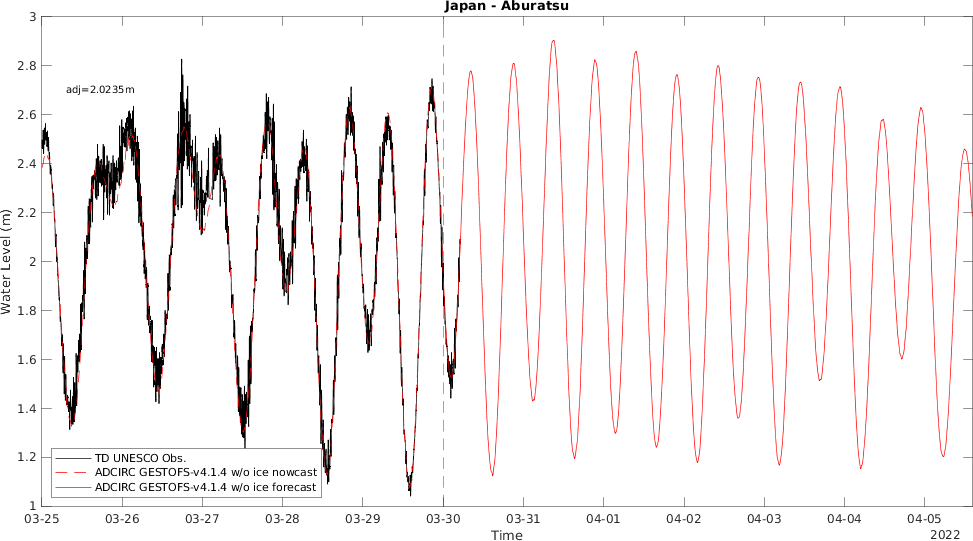 Japan - Aburatsu
3
2.8
adj=2.0235m
2.6
2.4
2.2
2
1.8
1.6
1.4
1.2
1
Water Level (m)
TD UNESCO Obs.
ADCIRC GESTOFS-v4.1.4 w/o ice nowcast
ADCIRC GESTOFS-v4.1.4 w/o ice forecast
03-25 03-26 03-27 03-28 03-29 03-30 03-31 04-01 04-02 04-03 04-04 04-05
Time
2022